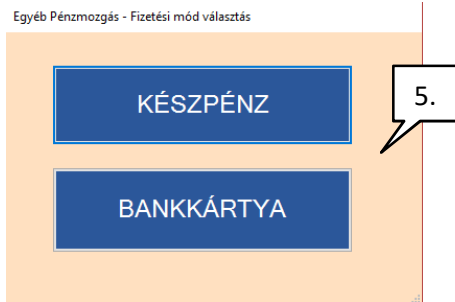 Egyéb Pénzmozgás - Fizetési mód választás
KÉSZPÉNZ
5.
BANKKÁRTYA